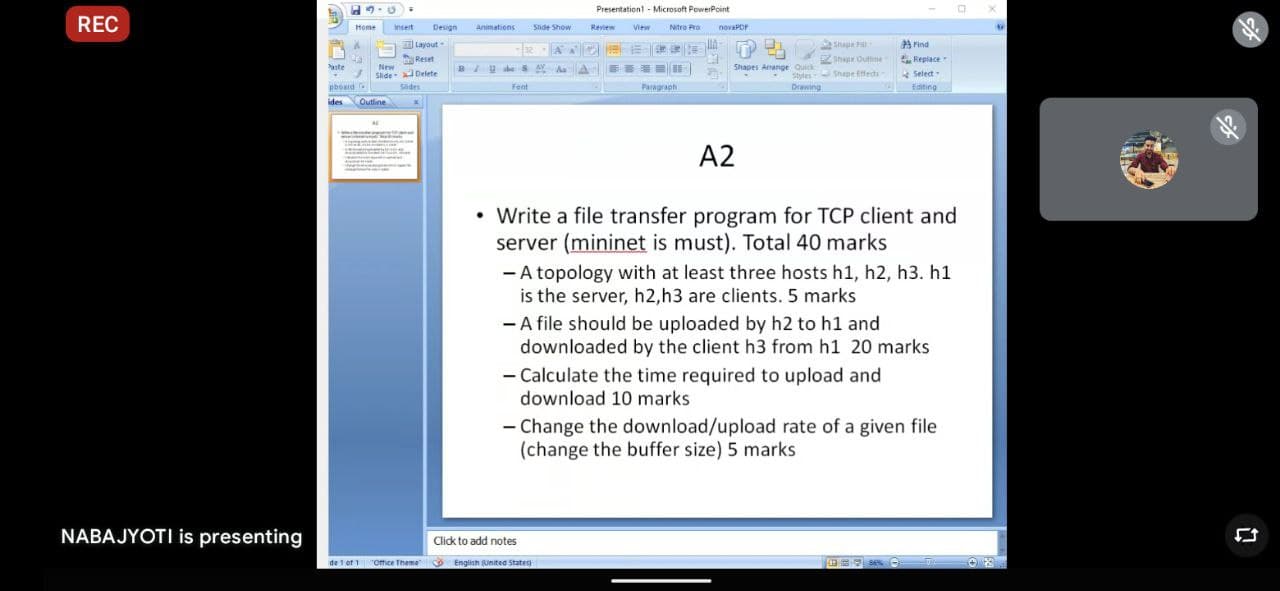 REC
Presentation1 - Microsoft PowerPoint
Home Insert Design Animations Slide Show Review View Nitro Pro novaPDF
Layout
Reset
Delete
New
Slide
Shapes Arrange Quick
Styles
Shape Fill
Shape Outline
Shape Effects
Find
Replace
Select
Slides Font Paragraph Drawing Editing
Outline
A2
• Write a file transfer program for TCP client and
server (mininet is must). Total 40 marks
– A topology with at least three hosts h1, h2, h3. h1
is the server, h2,h3 are clients. 5 marks
– A file should be uploaded by h2 to h1 and
downloaded by the client h3 from h1 20 marks
– Calculate the time required to upload and
download 10 marks
– Change the download/upload rate of a given file
(change the buffer size) 5 marks
NABAJYOTI is presenting
Click to add notes
de 1 of 1 "Office Theme" English (United States) 86%